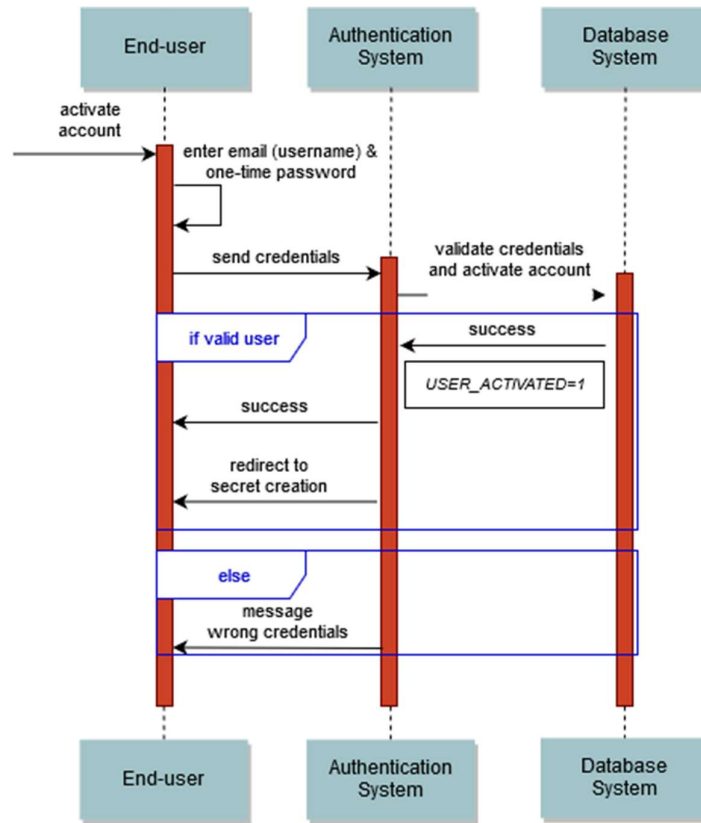 End-user
Authentication
System
Database
System
activate
account
enter email (username) &
one-time password
send credentials
validate credentials
and activate account
if valid user
success
USER_ACTIVATED=1
success
redirect to
secret creation
else
message
wrong credentials
End-user
Authentication
System
Database
System